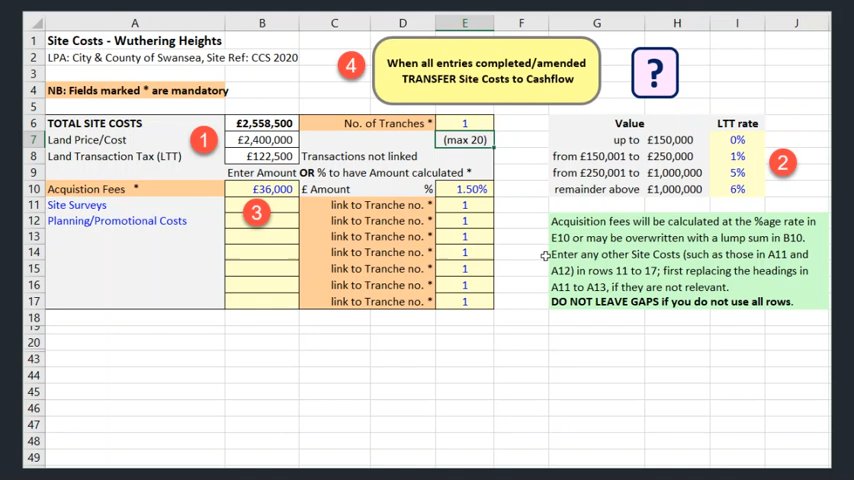 A B C D E F G H I J
1 Site Costs - Wuthering Heights
2 LPA: City & County of Swansea, Site Ref: CCS 2020
4 When all entries completed/amended
TRANSFER Site Costs to Cashflow
?
3
4 NB: Fields marked * are mandatory
6 TOTAL SITE COSTS £2,558,500 No. of Tranches * 1 Value LTT rate
7 Land Price/Cost 1 £2,400,000 (max 20) up to £150,000 0%
8 Land Transaction Tax (LTT) £122,500 Transactions not linked from £150,001 to £250,000 1% 2
9 Enter Amount OR % to have Amount calculated * from £250,001 to £1,000,000 5%
10 Acquistion Fees * £36,000 £ Amount % 1.50% remainder above £1,000,000 6%
11 Site Surveys 3 link to Tranche no. * 1
12 Planning/Promotional Costs link to Tranche no. * 1 Acquisition fees will be calculated at the %age rate in
13 link to Tranche no. * 1 E10 or may be overwritten with a lump sum in B10.
14 link to Tranche no. * 1 Enter any other Site Costs (such as those in A11 and
15 link to Tranche no. * 1 A12) in rows 11 to 17; first replacing the headings in
16 link to Tranche no. * 1 A11 to A13, if they are not relevant.
17 link to Tranche no. * 1 DO NOT LEAVE GAPS if you do not use all rows.
18
19
20
43
44
45
46
47
48
49